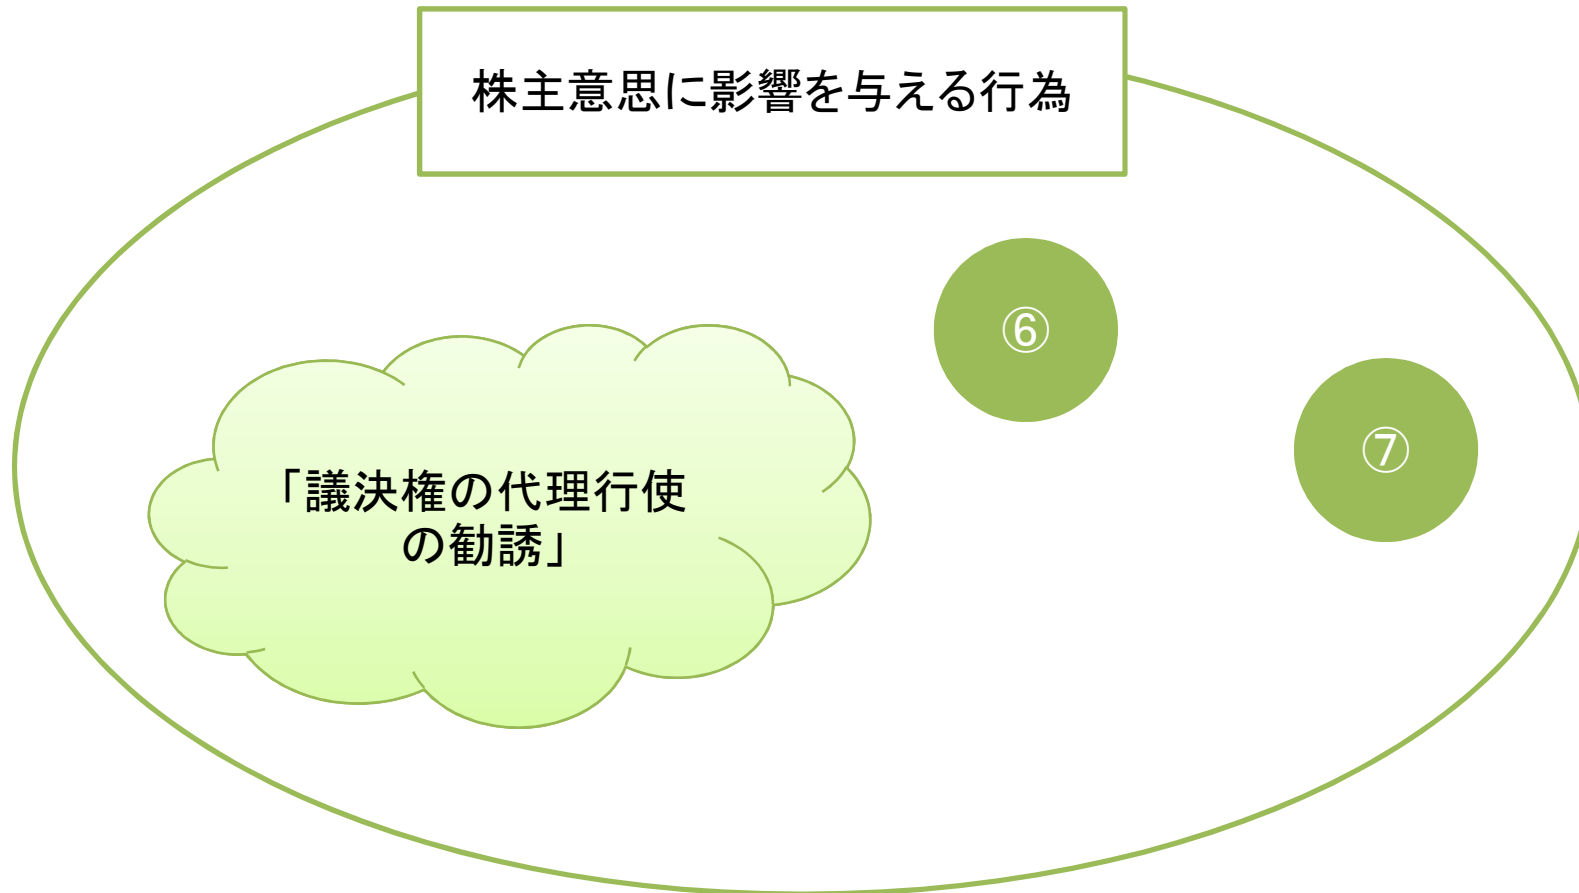 株主意思に影響を与える行為
⑥
⑦
「議決権の代理行使
の勧誘」